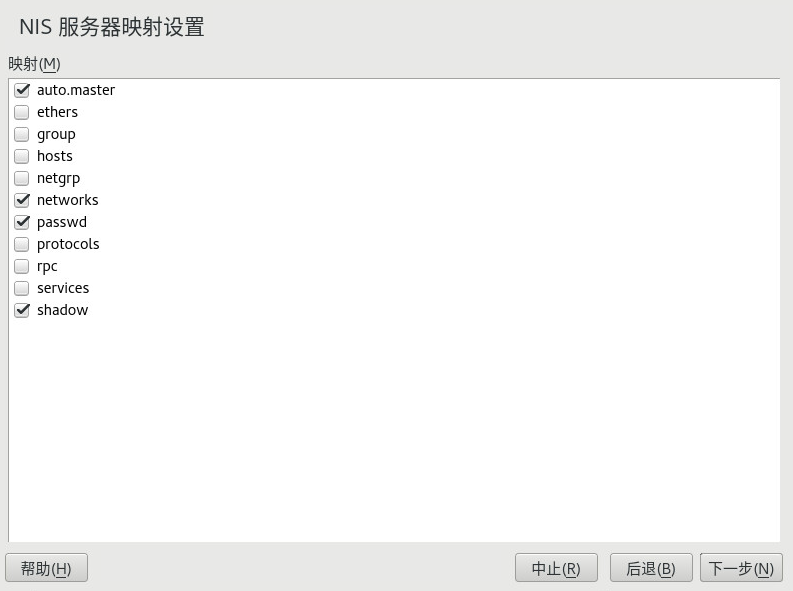 NIS 服务器映射设置
映射(M)
auto.master
ethers
group
hosts
netgrp
networks
passwd
protocols
rpc
services
shadow
帮助(H) 中止(R) 后退(B) 下一步(N)